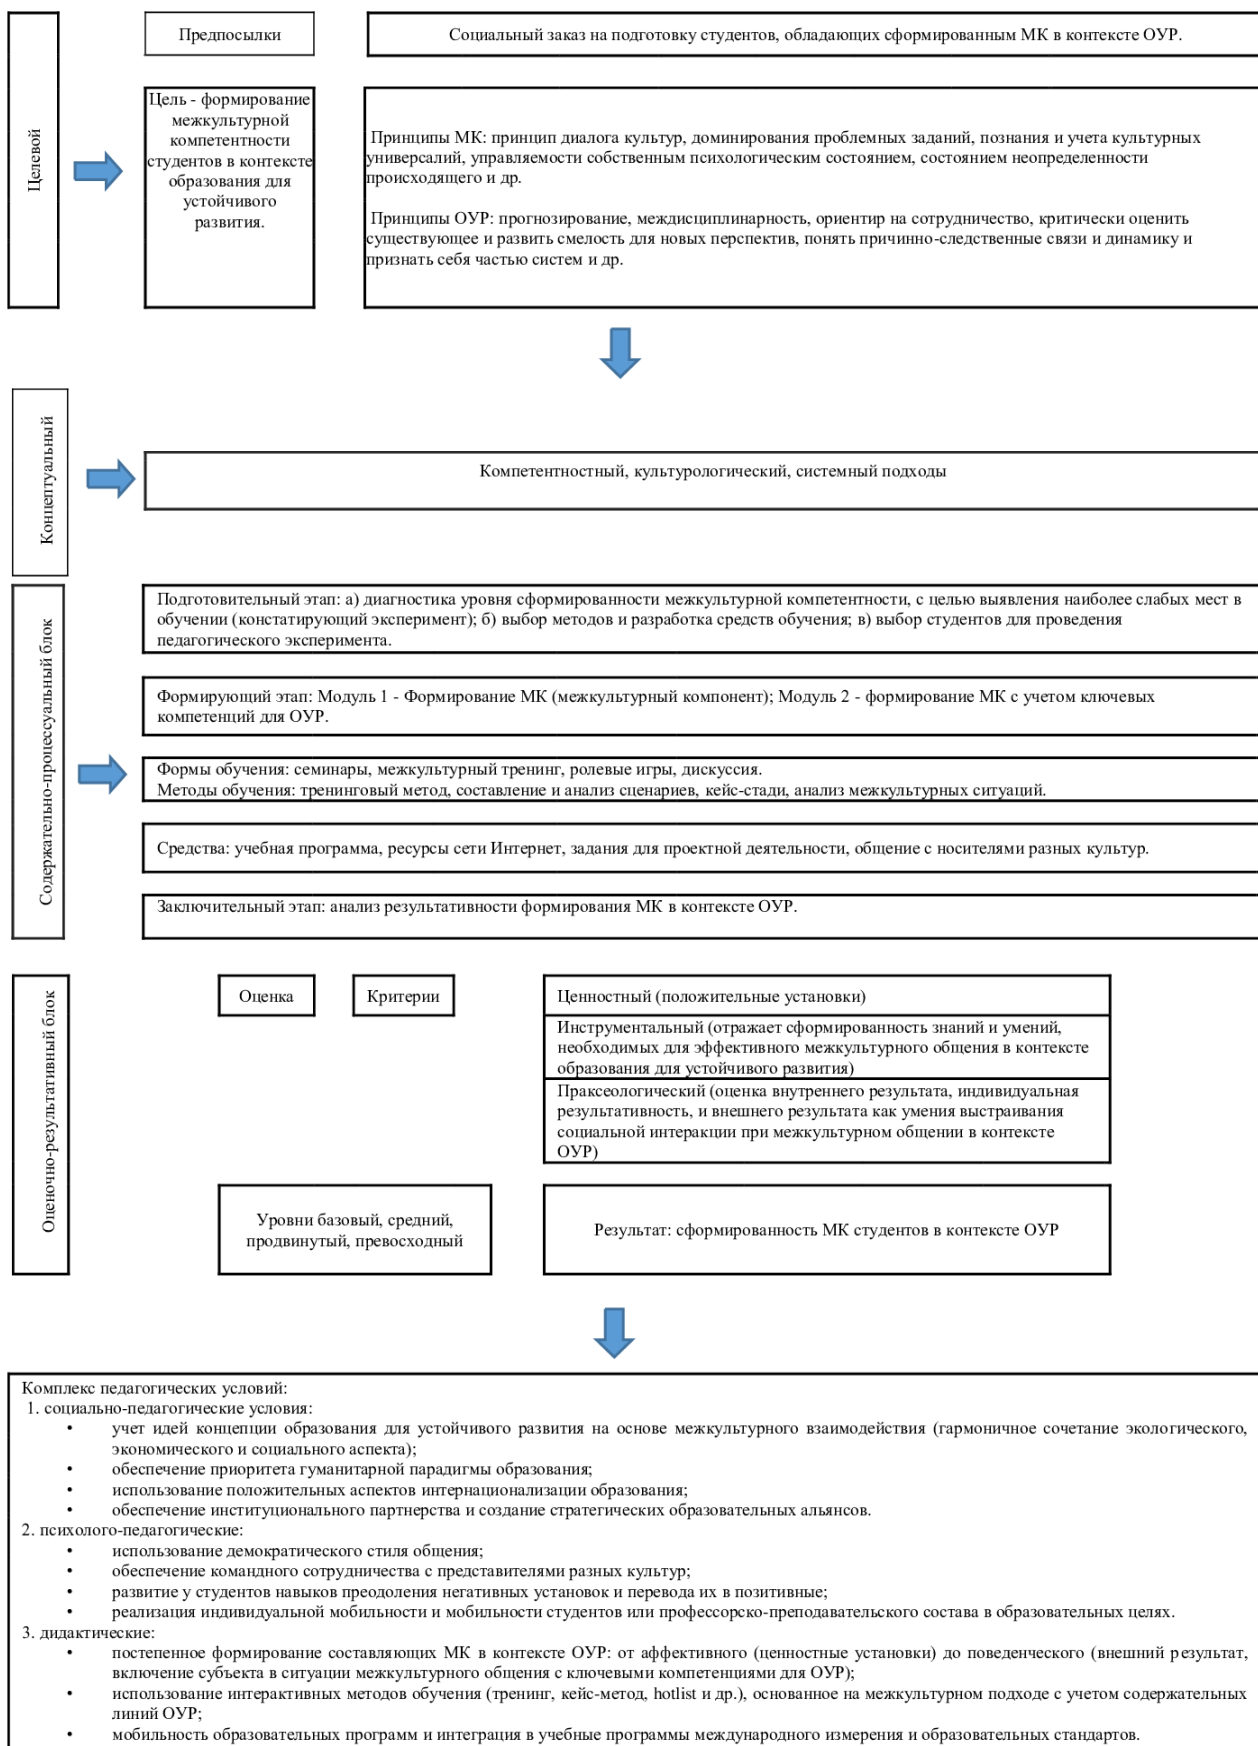 Целевой
Предпосылки
Социальный заказ на подготовку студентов, обладающих сформированным МК в контексте ОУР.
Цель - формирование
межкультурной
компетентности
студентов в контексте
образования для
устойчивого
развития.
Принципы МК: принцип диалога культур, доминирования проблемных заданий, познания и учета культурных
универсалий, управляемости собственным психологическим состоянием, состоянием неопределенности
происходящего и др.
Принципы ОУР: прогнозирование, междисциплинарность, ориентир на сотрудничество, критически оценить
существующее и развить смелость для новых перспектив, понять причинно-следственные связи и динамику и
признать себя частью систем и др.
Концептуальный
Компетентностный, культурологический, системный подходы
Содержательно-процессуальный блок
Подготовительный этап: а) диагностика уровня сформированности межкультурной компетентности, с целью выявления наиболее слабых мест в
обучении (констатирующий эксперимент); б) выбор методов и разработка средств обучения; в) выбор студентов для проведения
педагогического эксперимента.
Формирующий этап: Модуль 1 - Формирование МК (межкультурный компонент); Модуль 2 - формирование МК с учетом ключевых
компетенций для ОУР.
Формы обучения: семинары, межкультурный тренинг, ролевые игры, дискуссия.
Методы обучения: тренинговый метод, составление и анализ сценариев, кейс-стади, анализ межкультурных ситуаций.
Средства: учебная программа, ресурсы сети Интернет, задания для проектной деятельности, общение с носителями разных культур.
Заключительный этап: анализ результативности формирования МК в контексте ОУР.
Оценочно-результативный блок
Оценка
Критерии
Ценностный (положительные установки)
Инструментальный (отражает сформированность знаний и умений,
необходимых для эффективного межкультурного общения в контексте
образования для устойчивого развития)
Праксеологический (оценка внутреннего результата, индивидуальная
результативность, и внешнего результата как умения выстраивания
социальной интеракции при межкультурном общении в контексте
ОУР)
Уровни базовый, средний,
продвинутый, превосходный
Результат: сформированность МК студентов в контексте ОУР
Комплекс педагогических условий:
1. социально-педагогические условия:
• учет идей концепции образования для устойчивого развития на основе межкультурного взаимодействия (гармоничное сочетание экологического,
экономического и социального аспекта);
• обеспечение приоритета гуманитарной парадигмы образования;
• использование положительных аспектов интернационализации образования;
• обеспечение институционального партнерства и создание стратегических образовательных альянсов.
2. психолого-педагогические:
• использование демократического стиля общения;
• обеспечение командного сотрудничества с представителями разных культур;
• развитие у студентов навыков преодоления негативных установок и перевода их в позитивные;
• реализация индивидуальной мобильности и мобильности студентов или профессорско-преподавательского состава в образовательных целях.
3. дидактические:
• постепенное формирование составляющих МК в контексте ОУР: от аффективного (ценностные установки) до поведенческого (внешний результат,
включение субъекта в ситуации межкультурного общения с ключевыми компетенциями для ОУР);
• использование интерактивных методов обучения (тренинг, кейс-метод, hotlist и др.), основанное на межкультурном подходе с учетом содержательных
линий ОУР;
• мобильность образовательных программ и интеграция в учебные программы международного измерения и образовательных стандартов.